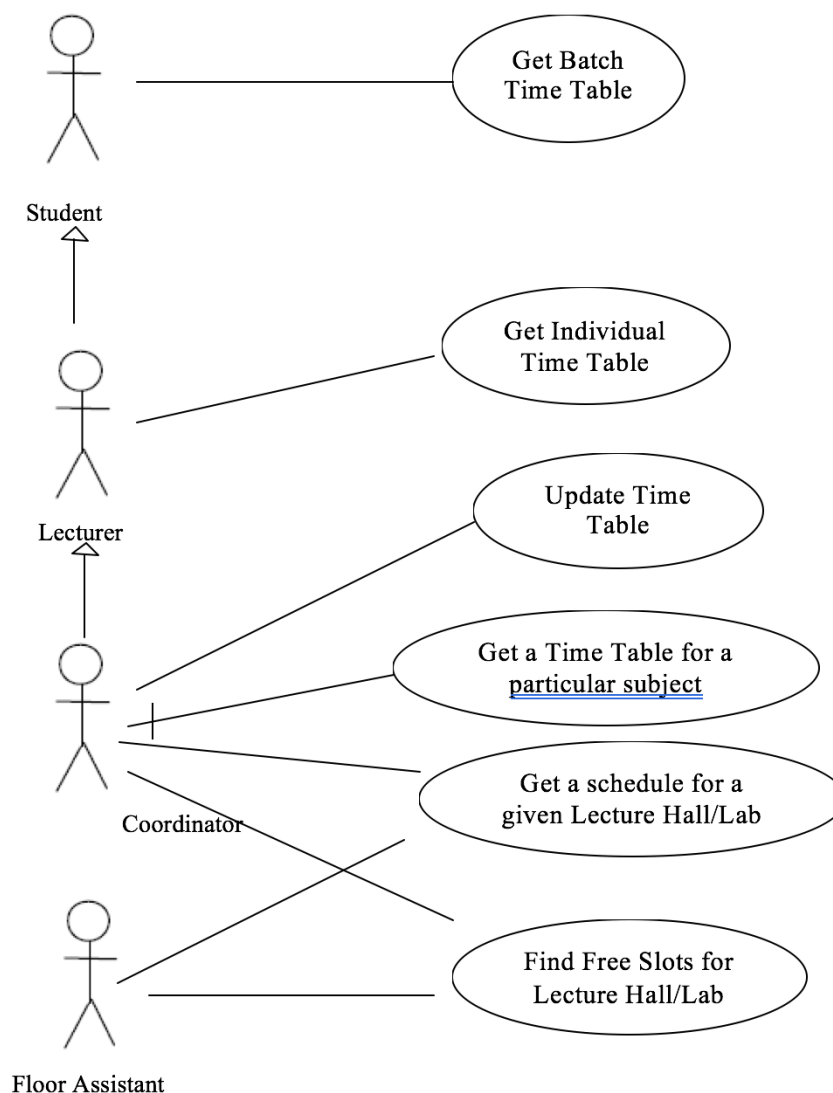 Get Batch
Time Table
Student
Get Individual
Time Table
Lecturer
Update Time
Table
Get a Time Table for a
particular subject
Get a schedule for a
given Lecture Hall/Lab
Coordinator
Find Free Slots for
Lecture Hall/Lab
Floor Assistant